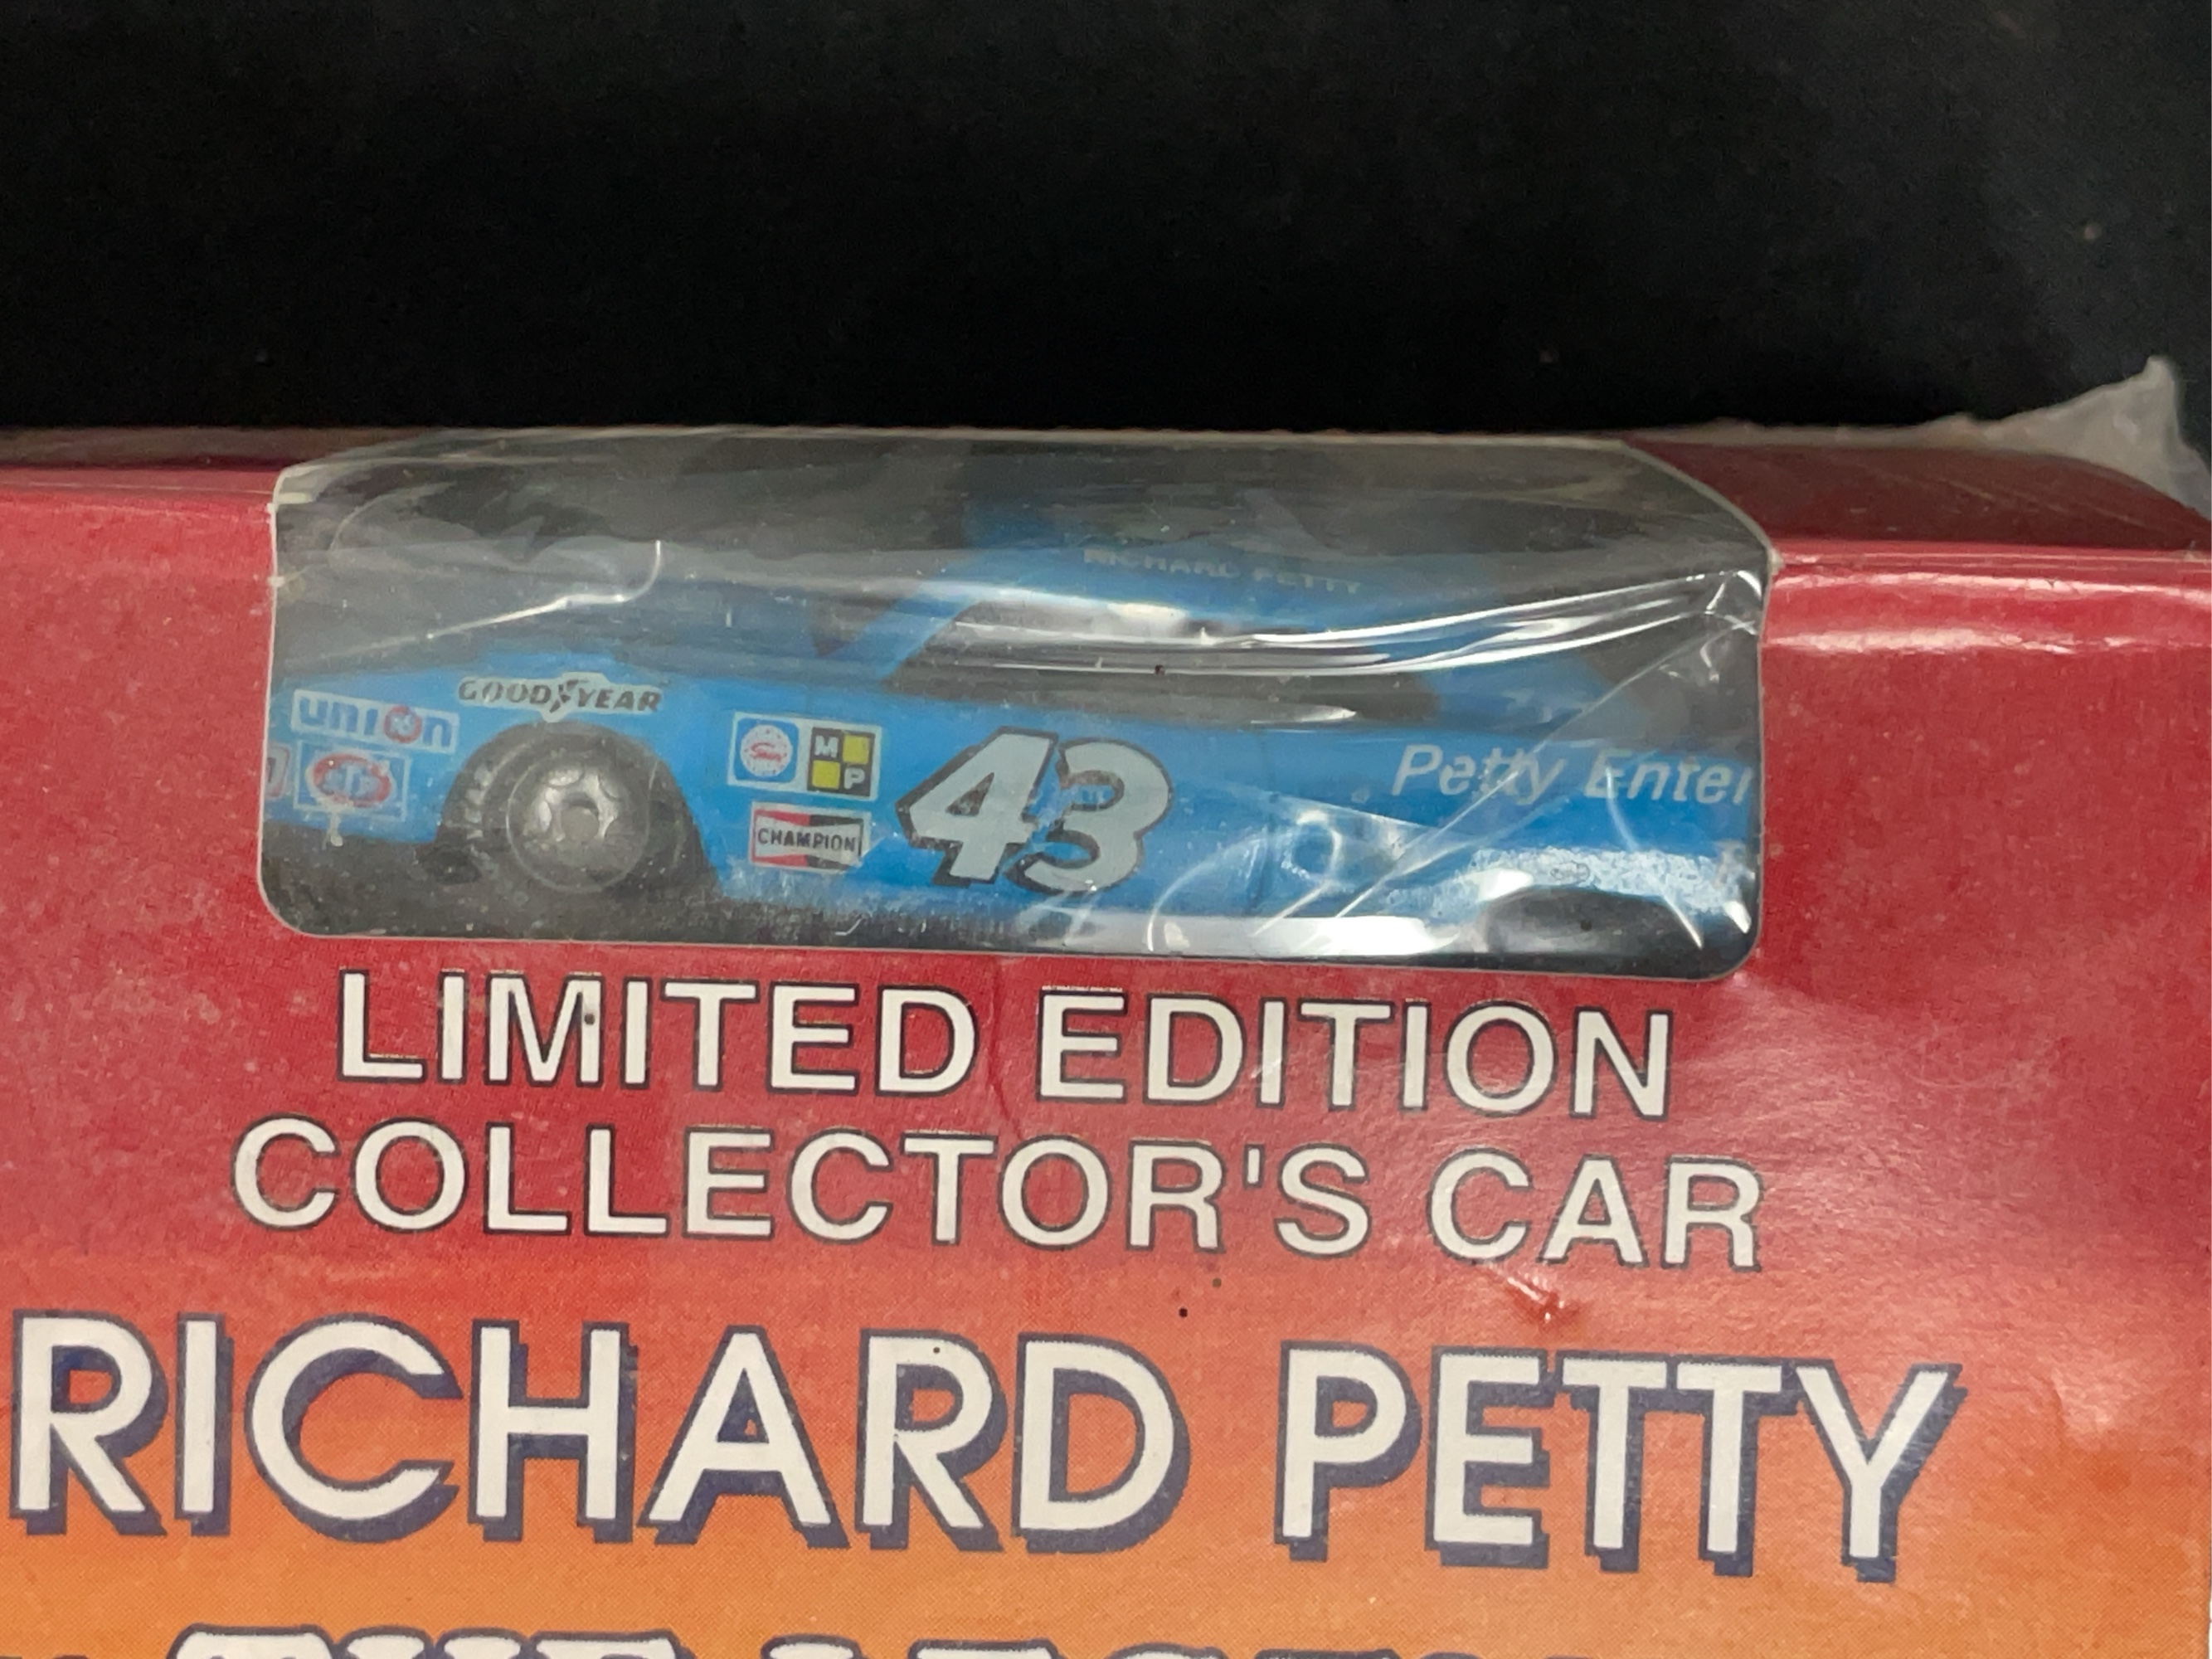 RICHARD PETTY
GOODYEAR
union
STP
M P
CHAMPION
43
Petty Enter
LIMITED EDITION
COLLECTOR'S CAR
RICHARD PETTY